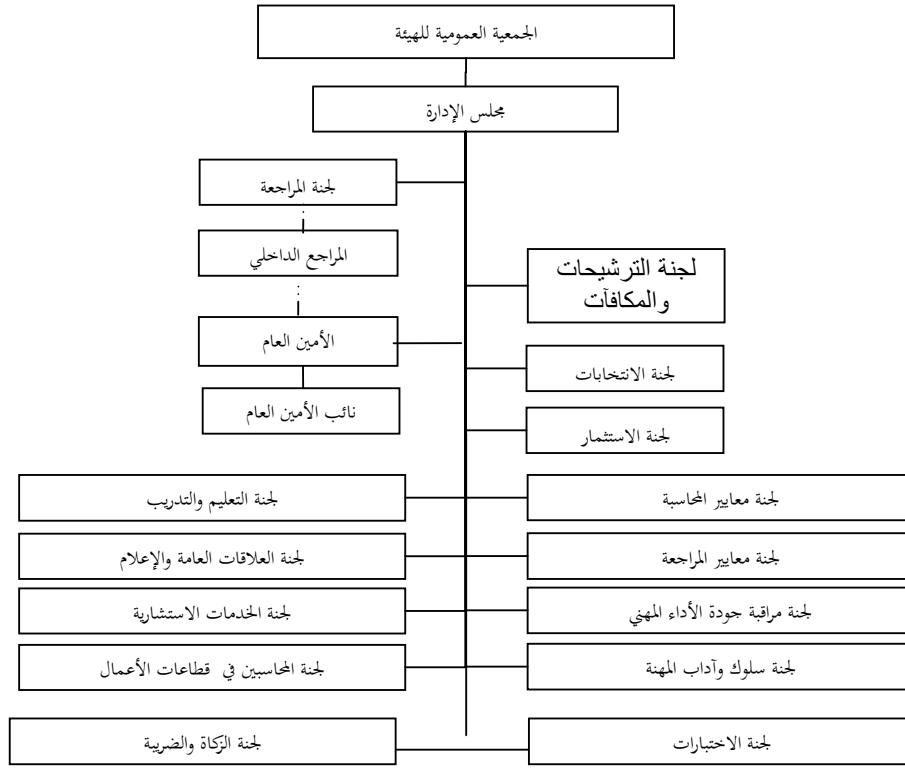 الجمعية العمومية للهيئة
مجلس الإدارة
لجنة المراجعة
المراجع الداخلي
لجنة الترشيحات
والمكافآت
الأمين العام
لجنة الانتخابات
نائب الأمين العام
لجنة الاستثمار
لجنة معايير المحاسبة
لجنة التعليم والتدريب
لجنة معايير المراجعة
لجنة العلاقات العامة والإعلام
لجنة مراقبة جودة الأداء المهني
لجنة الخدمات الاستشارية
لجنة سلوك وآداب المهنة
لجنة المحاسبين في قطاعات الأعمال
لجنة الاختبارات
لجنة الزكاة والضريبة